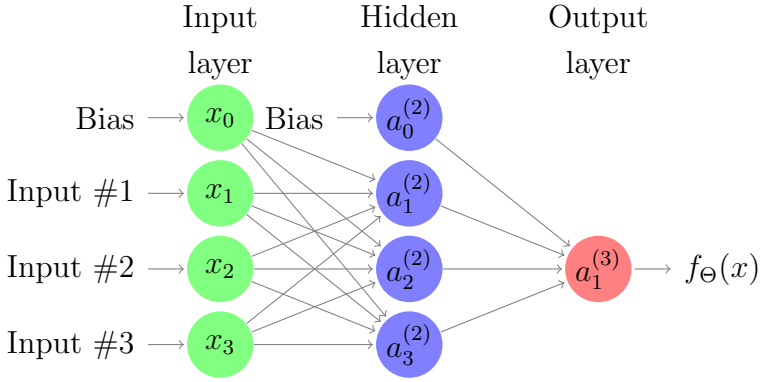 Input Hidden Output
layer layer layer
Bias x₀ Bias a₀⁽²⁾
Input #1 x₁ a₁⁽²⁾
Input #2 x₂ a₂⁽²⁾ a₁⁽³⁾ f_Θ(x)
Input #3 x₃ a₃⁽²⁾